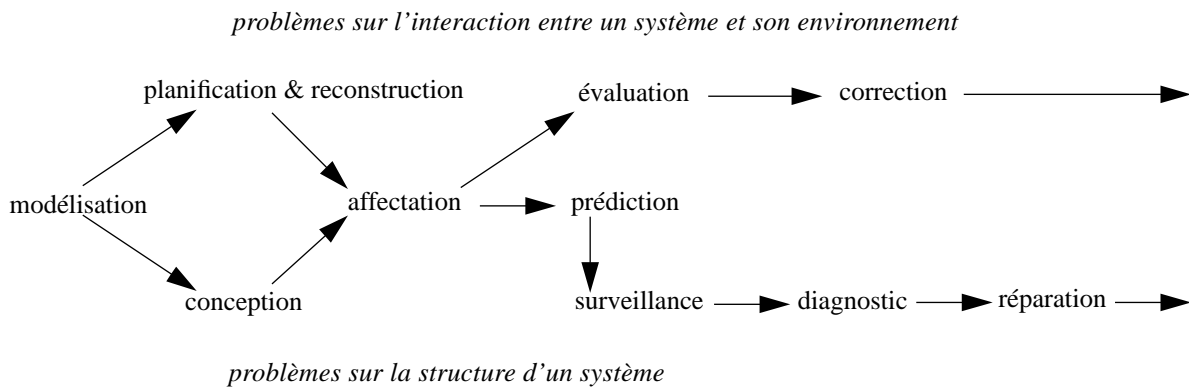 problèmes sur l'interaction entre un système et son environnement
planification & reconstruction
évaluation
correction
modélisation
affectation
prédiction
conception
surveillance
diagnostic
réparation
problèmes sur la structure d'un système